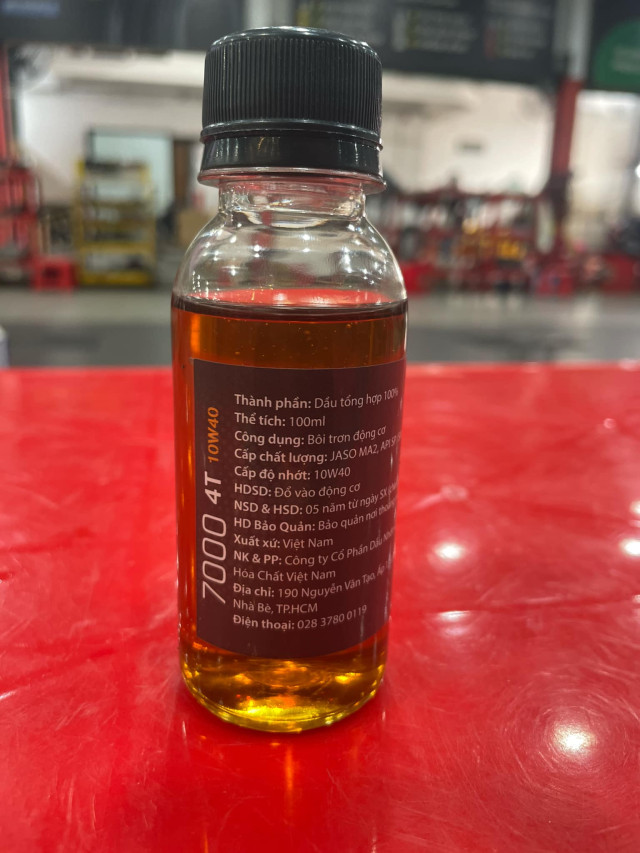 7000 4T 10W40
Thành phần: Dầu tổng hợp 100%
Thể tích: 100ml
Công dụng: Bôi trơn động cơ
Cấp chất lượng: JASO MA2, API
Cấp độ nhớt: 10W40
HDSD: Đổ vào động cơ
NSD & HSD: 05 năm từ ngày SX
HD Bảo Quản: Bảo quản nơi
Xuất xứ: Việt Nam
NK & PP: Công ty Cổ Phần Dầu
Hóa Chất Việt Nam
Địa chỉ: 190 Nguyễn Văn Tạo, Ấp
Nhà Bè, TP.HCM
Điện thoại: 028 3780 0119